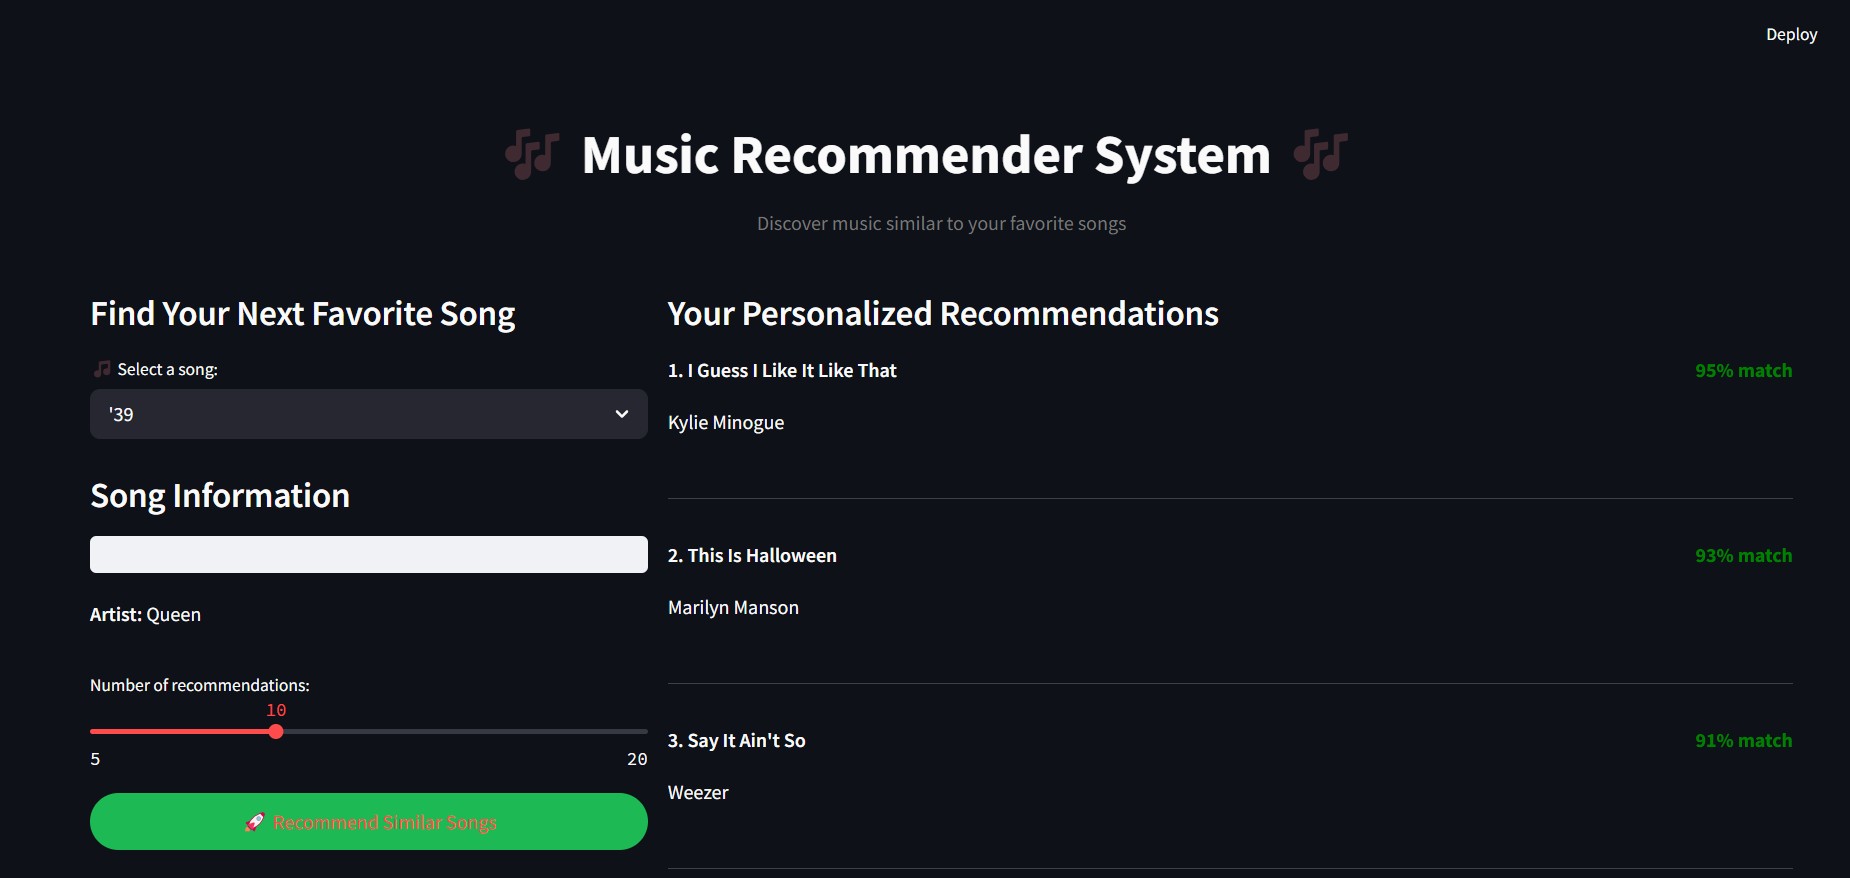 Deploy
Music Recommender System
Discover music similar to your favorite songs
Find Your Next Favorite Song
Select a song:
'39
Song Information
Artist: Queen
Number of recommendations:
10
5
20
Recommend Similar Songs
Your Personalized Recommendations
1. I Guess I Like It Like That
95% match
Kylie Minogue
2. This Is Halloween
93% match
Marilyn Manson
3. Say It Ain't So
91% match
Weezer